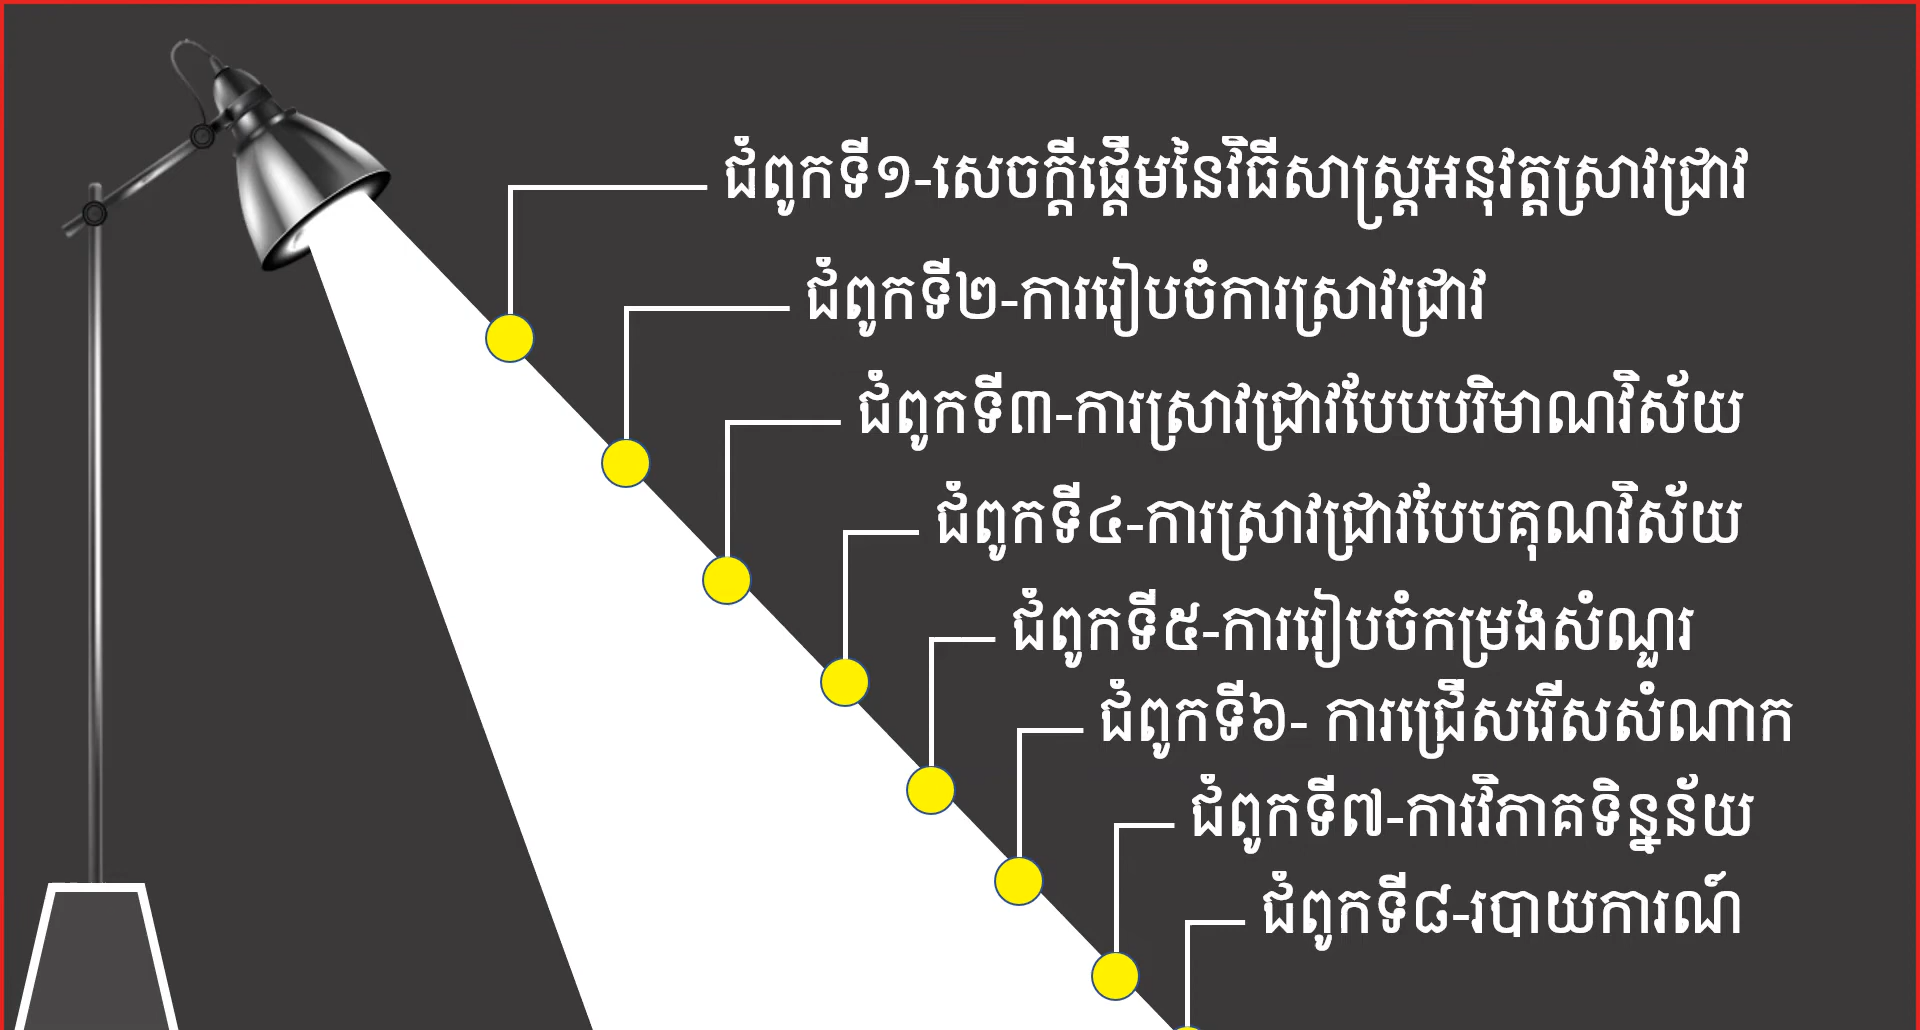 ជំពូកទី១-សេចក្តីផ្តើមនៃវិធីសាស្ត្រអនុវត្តស្រាវជ្រាវ
ជំពូកទី២-ការរៀបចំការស្រាវជ្រាវ
ជំពូកទី៣-ការស្រាវជ្រាវបែបបរិមាណវិស័យ
ជំពូកទី៤-ការស្រាវជ្រាវបែបគុណវិស័យ
ជំពូកទី៥-ការរៀបចំកម្រងសំណួរ
ជំពូកទី៦- ការជ្រើសរើសសំណាក
ជំពូកទី៧-ការវិភាគទិន្នន័យ
ជំពូកទី៨-របាយការណ៍